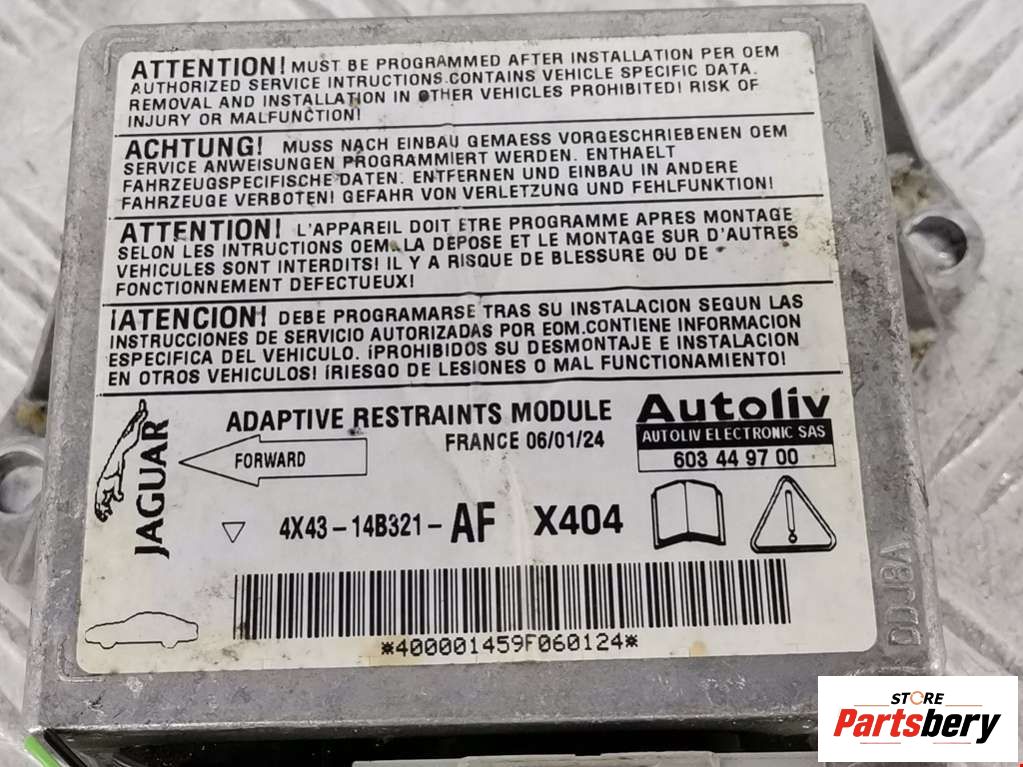 ATTENTION! MUST BE PROGRAMMED AFTER INSTALLATION PER OEM
AUTHORIZED SERVICE INTRUCTIONS.CONTAINS VEHICLE SPECIFIC DATA.
REMOVAL AND INSTALLATION IN OTHER VEHICLES PROHIBITED! RISK OF
INJURY OR MALFUNCTION!
ACHTUNG! MUSS NACH EINBAU GEMAESS VORGESCHRIEBENEN OEM
SERVICE ANWEISUNGEN PROGRAMMIERT WERDEN. ENTHAELT
FAHRZEUGSPEZIFISCHE DATEN. ENTFERNEN UND EINBAU IN ANDERE
FAHRZEUGE VERBOTEN! GEFAHR VON VERLETZUNG UND FEHLFUNKTION!
ATTENTION! L'APPAREIL DOIT ETRE PROGRAMME APRES MONTAGE
SELON LES INTRUCTIONS OEM. LA DEPOSE ET LE MONTAGE SUR D'AUTRES
VEHICULES SONT INTERDITS! IL Y A RISQUE DE BLESSURE OU DE
FONCTIONNEMENT DEFECTUEUX!
¡ATENCION! DEBE PROGRAMARSE TRAS SU INSTALACION SEGUN LAS
INSTRUCCIONES DE SERVICIO AUTORIZADAS POR EOM.CONTIENE INFORMACION
ESPECIFICA DEL VEHICULO. ¡PROHIBIDOS SU DESMONTAJE E INSTALACION
EN OTROS VEHICULOS! ¡RIESGO DE LESIONES O MAL FUNCIONAMIENTO!
JAGUAR
ADAPTIVE RESTRAINTS MODULE
FRANCE 06/01/24
FORWARD
Autoliv
AUTOLIV ELECTRONIC SAS
603 44 97 00
4X43-14B321-AF X404
*400001459F060124*
STORE
Partsbery